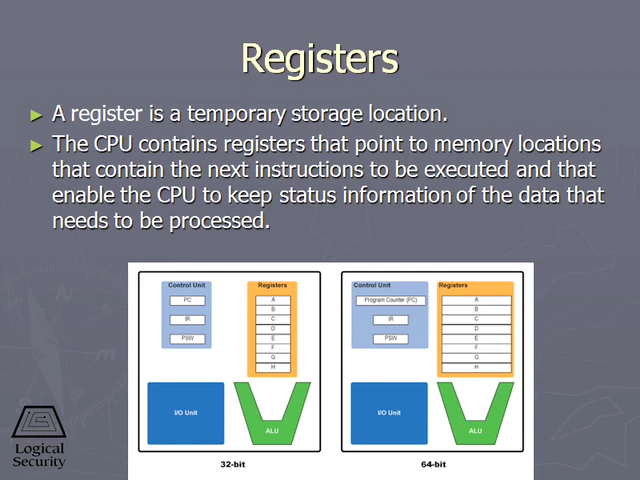 Registers
► A register is a temporary storage location.
► The CPU contains registers that point to memory locations
that contain the next instructions to be executed and that
enable the CPU to keep status information of the data that
needs to be processed.
Control Unit
PC
IR
PSW
Registers
A
B
C
D
E
F
G
H
I/O Unit
ALU
32-bit
Control Unit
Program Counter (PC)
IR
PSW
Registers
A
B
C
D
E
F
G
H
I/O Unit
ALU
64-bit
Logical
Security